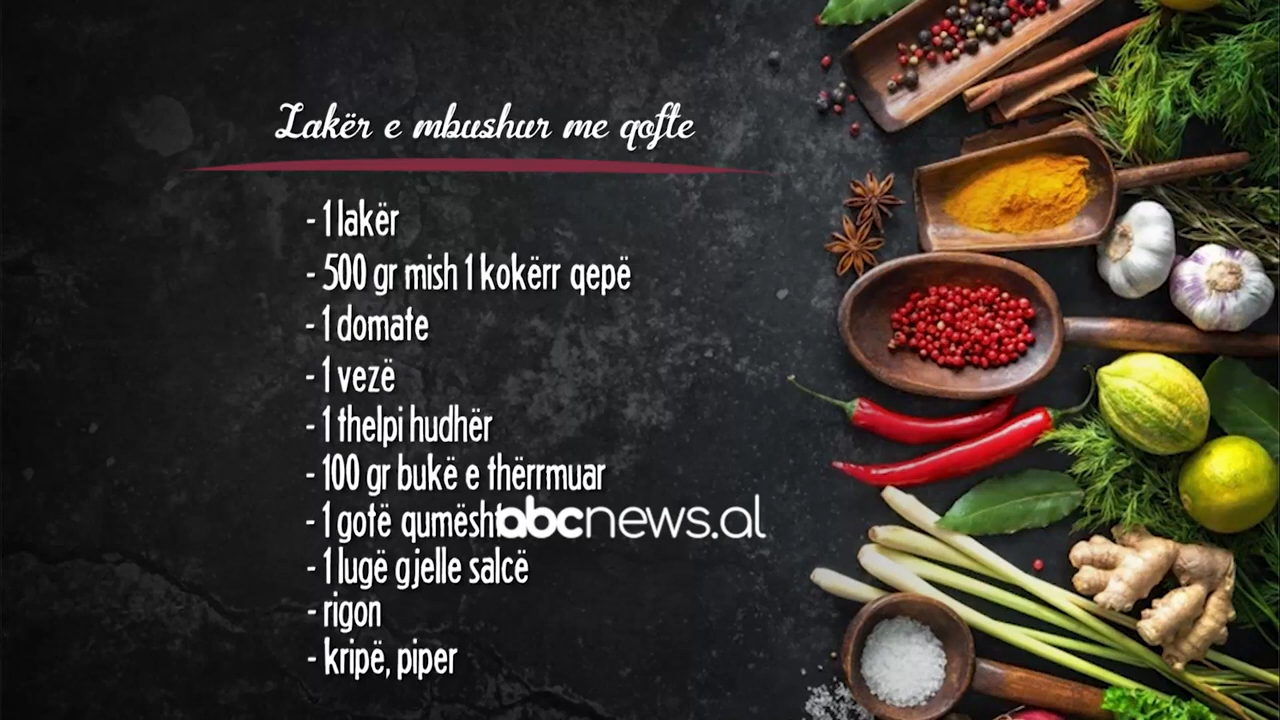 Lakër e mbushur me qofte
- 1 lakër
- 500 gr mish 1 kokërr qepë
- 1 domate
- 1 vezë
- 1 thelpi hudhër
- 100 gr bukë e thërrmuar
- 1 gotë qumësht
abcnews.al
- 1 lugë gjelle salcë
- rigon
- kripë, piper